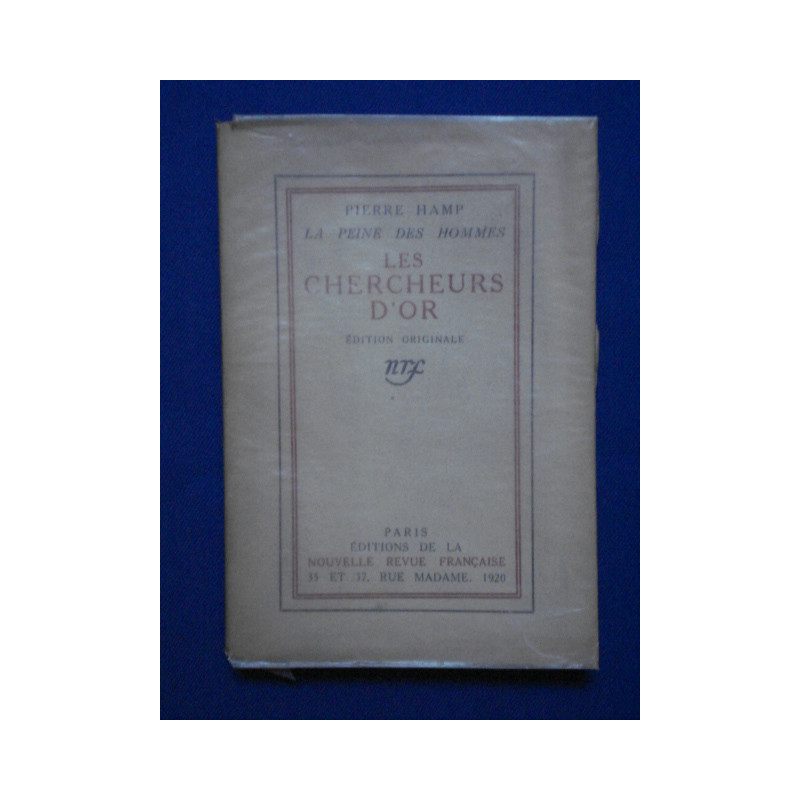 PIERRE HAMP
LA PEINE DES HOMMES
LES
CHERCHEURS
D'OR
ÉDITION ORIGINALE
nrf
PARIS
ÉDITIONS DE LA
NOUVELLE REVUE FRANÇAISE
35 ET 37, RUE MADAME. 1920